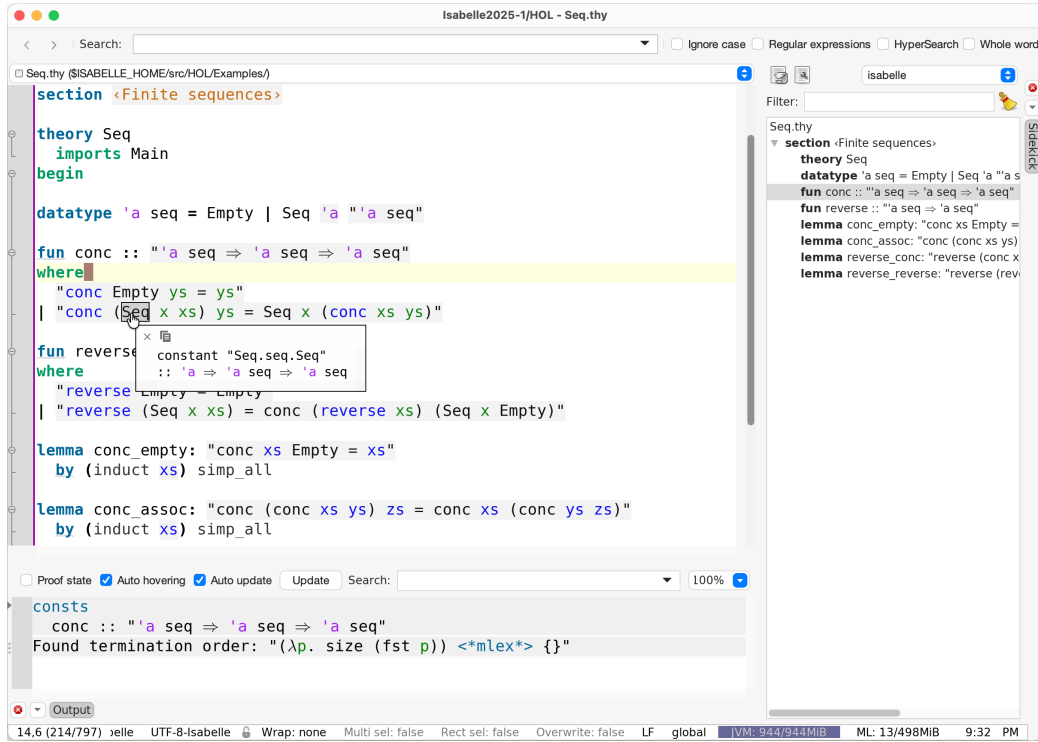 Isabelle2025-1/HOL - Seq.thy
Search:
Ignore case
Regular expressions
HyperSearch
Whole word
Seq.thy ($ISABELLE_HOME/src/HOL/Examples/)
section ‹Finite sequences›
theory Seq
imports Main
begin
datatype 'a seq = Empty | Seq 'a "'a seq"
fun conc :: "'a seq ⇒ 'a seq ⇒ 'a seq"
where
"conc Empty ys = ys"
| "conc (Seq x xs) ys = Seq x (conc xs ys)"
constant "Seq.seq.Seq"
:: 'a ⇒ 'a seq ⇒ 'a seq
fun reverse
where
"reverse Empty = Empty"
| "reverse (Seq x xs) = conc (reverse xs) (Seq x Empty)"
lemma conc_empty: "conc xs Empty = xs"
by (induct xs) simp_all
lemma conc_assoc: "conc (conc xs ys) zs = conc xs (conc ys zs)"
by (induct xs) simp_all
isabelle
Filter:
Sidekick
Seq.thy
section ‹Finite sequences›
theory Seq
datatype 'a seq = Empty | Seq 'a "'a s
fun conc :: "'a seq ⇒ 'a seq ⇒ 'a seq"
fun reverse :: "'a seq ⇒ 'a seq"
lemma conc_empty: "conc xs Empty =
lemma conc_assoc: "conc (conc xs ys)
lemma reverse_conc: "reverse (conc x
lemma reverse_reverse: "reverse (reve
Proof state
Auto hovering
Auto update
Update
Search:
100%
consts
conc :: "'a seq ⇒ 'a seq ⇒ 'a seq"
Found termination order: "(λp. size (fst p)) <*mlex*> {}"
Output
14,6 (214/797)
UTF-8-Isabelle
Wrap: none
Multi sel: false
Rect sel: false
Overwrite: false
LF
global
JVM: 944/944MiB
ML: 13/498MiB
9:32 PM